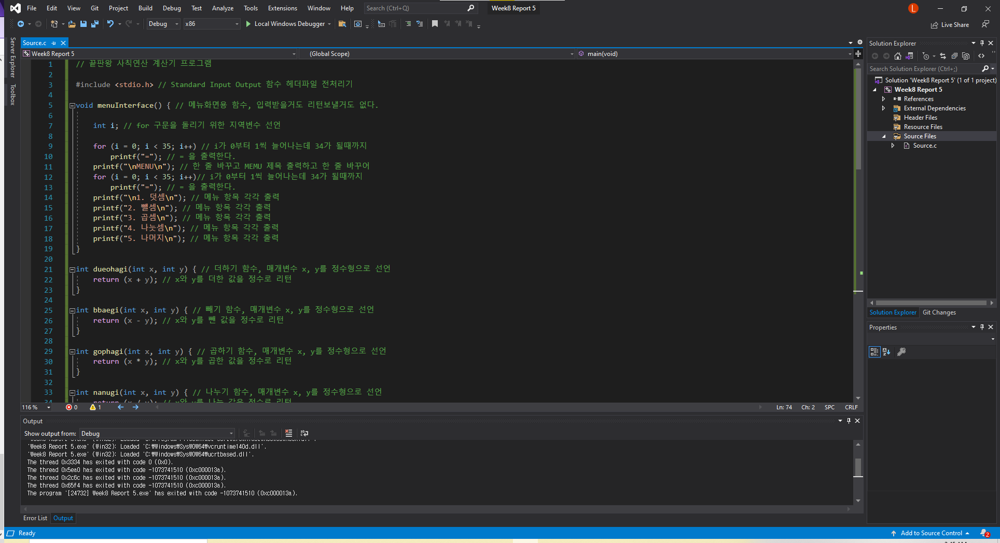 File Edit View Git Project Build Debug Test Analyze Tools Extensions Window Help Search (Ctrl+Q) Week8 Report 5 L
Debug x86 Local Windows Debugger Live Share
Server Explorer
Toolbox
Source.c
Week8 Report 5 (Global Scope) main(void)
1 // 끝판왕 사칙연산 계산기 프로그램
2
3 #include <stdio.h> // Standard Input Output 함수 헤더파일 전처리기
4
5 void menuInterface() { // 메뉴화면용 함수, 입력받을거도 리턴보낼거도 없다.
6
7 int i; // for 구문을 돌리기 위한 지역변수 선언
8
9 for (i = 0; i < 35; i++) // i가 0부터 1씩 늘어나는데 34가 될때까지
10 printf("="); // = 을 출력한다.
11 printf("\nMENU\n"); // 한 줄 바꾸고 MEMU 제목 출력하고 한 줄 바꾸어
12 for (i = 0; i < 35; i++)// i가 0부터 1씩 늘어나는데 34가 될때까지
13 printf("="); // = 을 출력한다.
14 printf("\n1. 덧셈\n"); // 메뉴 항목 각각 출력
15 printf("2. 뺄셈\n"); // 메뉴 항목 각각 출력
16 printf("3. 곱셈\n"); // 메뉴 항목 각각 출력
17 printf("4. 나눗셈\n"); // 메뉴 항목 각각 출력
18 printf("5. 나머지\n"); // 메뉴 항목 각각 출력
19 }
20
21 int dueohagi(int x, int y) { // 더하기 함수, 매개변수 x, y를 정수형으로 선언
22 return (x + y); // x와 y를 더한 값을 정수로 리턴
23 }
24
25 int bbaegi(int x, int y) { // 빼기 함수, 매개변수 x, y를 정수형으로 선언
26 return (x - y); // x와 y를 뺀 값을 정수로 리턴
27 }
28
29 int gophagi(int x, int y) { // 곱하기 함수, 매개변수 x, y를 정수형으로 선언
30 return (x * y); // x와 y를 곱한 값을 정수로 리턴
31 }
32
33 int nanugi(int x, int y) { // 나누기 함수, 매개변수 x, y를 정수형으로 선언
34 return (x / y); // x와 y를 나눈 값을 정수로 리턴
116 % 0 1 Ln: 74 Ch: 2 SPC CRLF
Output
Show output from: Debug
'Week8 Report 5.exe' (Win32): Loaded 'C:₩Windows₩SysWOW64₩vcruntime140d.dll'.
'Week8 Report 5.exe' (Win32): Loaded 'C:₩Windows₩SysWOW64₩ucrtbased.dll'.
The thread 0x3334 has exited with code 0 (0x0).
The thread 0x5ea0 has exited with code -1073741510 (0xc000013a).
The thread 0x2c6c has exited with code -1073741510 (0xc000013a).
The thread 0x65f4 has exited with code -1073741510 (0xc000013a).
The program '[24732] Week8 Report 5.exe' has exited with code -1073741510 (0xc000013a).
Error List Output
Solution Explorer
Search Solution Explorer (Ctrl+;)
Solution 'Week8 Report 5' (1 of 1 project)
Week8 Report 5
References
External Dependencies
Header Files
Resource Files
Source Files
Source.c
Solution Explorer Git Changes
Properties
Ready Add to Source Control 2